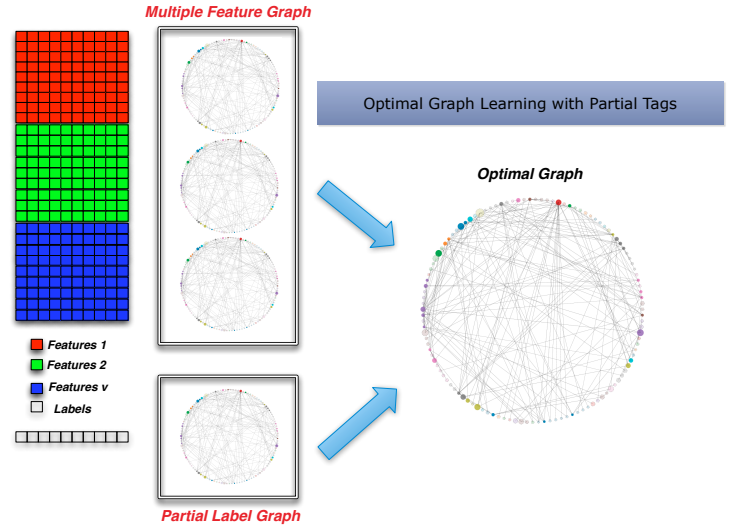 Multiple Feature Graph
Optimal Graph Learning with Partial Tags
Optimal Graph
Features 1
Features 2
Features v
Labels
Partial Label Graph